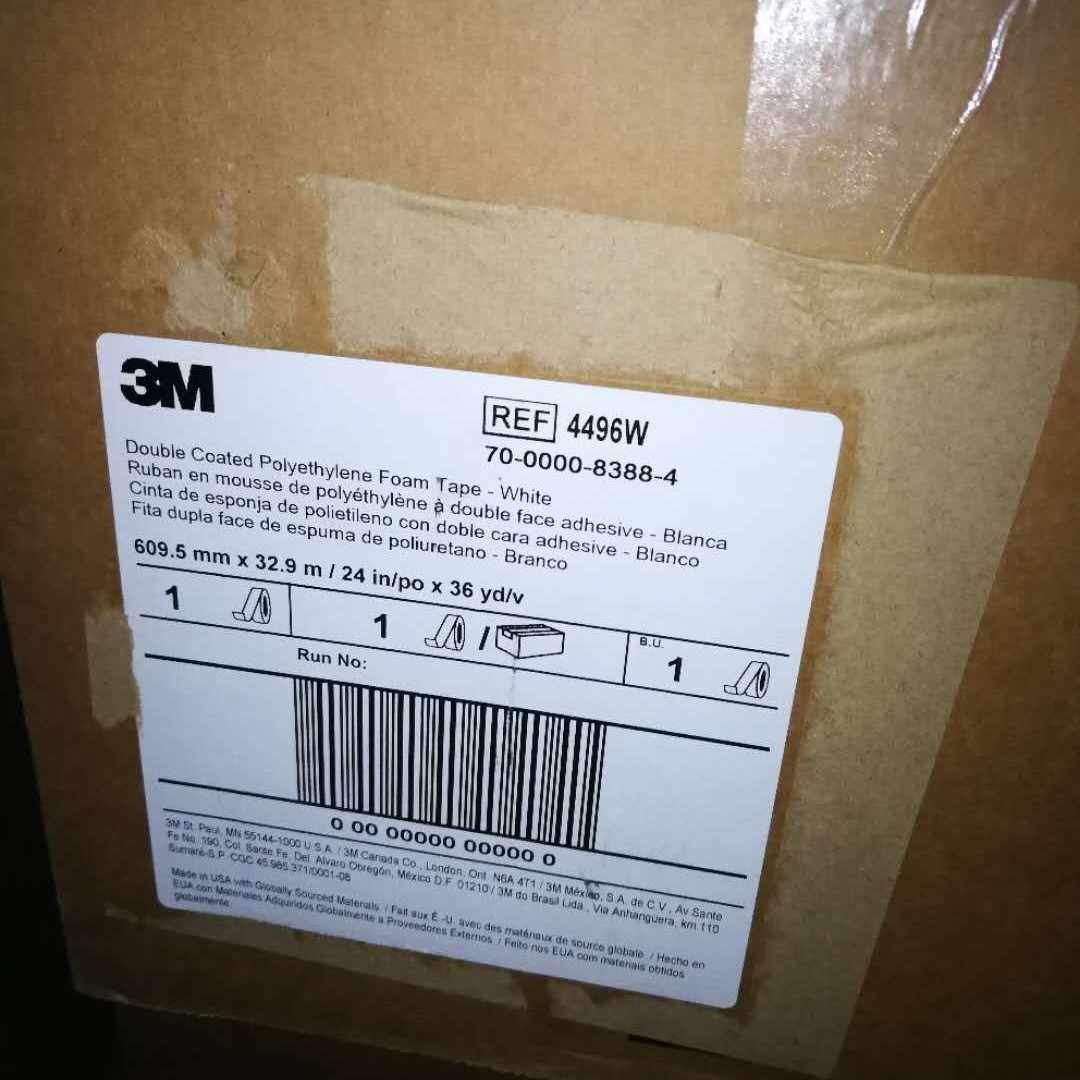 3M
REF 4496W
70-0000-8388-4
Double Coated Polyethylene Foam Tape - White
Ruban en mousse de polyéthylène à double face adhesive - Blanca
Cinta de esponja de polietileno con doble cara adhesive - Blanco
Fita dupla face de espuma de poliuretano - Branco
609.5 mm x 32.9 m / 24 in/po x 36 yd/v
1
1 /
B.U.
1
Run No:
0 00 00000 00000 0
3M St. Paul, MN 55144-1000 U.S.A. / 3M Canada Co., London, Ont. N6A 4T1 / 3M México, S.A. de C.V., Av Sante
Fe No. 190, Col. Sante Fe, Del. Alvaro Obregón, México D.F. 01210 / 3M do Brasil Ltda., Via Anhangüera, km 110
Sumaré-S.P. CGC 45.985.371/0001-08
Made in USA with Globally Sourced Materials / Fait aux É.-U. avec des matériaux de source globale / Hecho en
EUA con Materiales Adquiridos Globalmente a Proveedores Externos / Feito nos EUA com materiais obtidos
globalmente